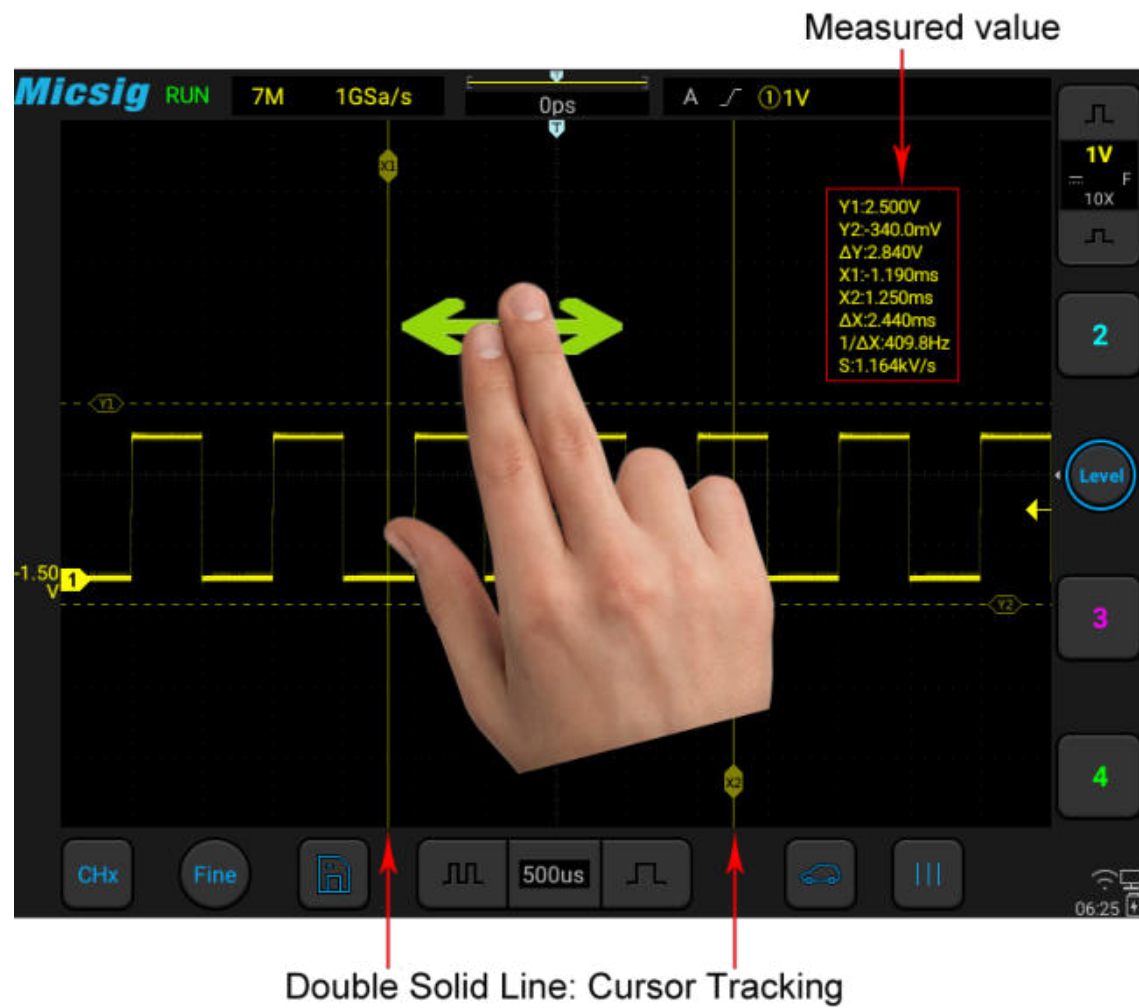 Measured value
Micsig RUN 7M 1GSa/s 0ps A ①1V
T
T
X1
1V
F
10X
Y1:2.500V
Y2:-340.0mV
ΔY:2.840V
X1:-1.190ms
X2:1.250ms
ΔX:2.440ms
1/ΔX:409.8Hz
S:1.164kV/s
2
Y1
Level
-1.50
V
1
Y2
3
X2
4
CHx Fine 500us
06:25
Double Solid Line: Cursor Tracking